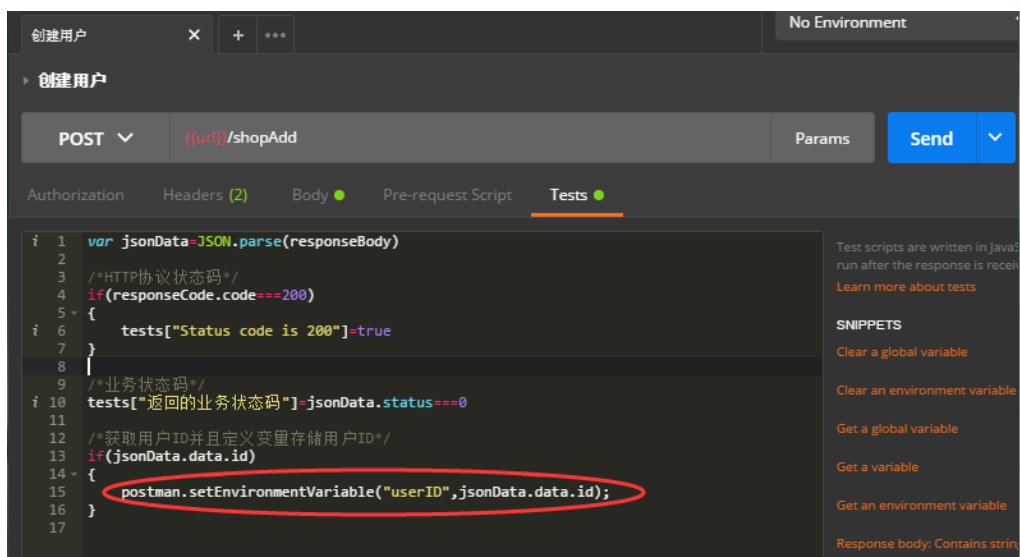 创建用户
No Environment
创建用户
POST
{{url}}/shopAdd
Params
Send
Authorization
Headers (2)
Body
Pre-request Script
Tests
i 1 var jsonData=JSON.parse(responseBody)
2
3 /*HTTP协议状态码*/
4 if(responseCode.code===200)
5 {
i 6 tests["Status code is 200"]=true
7 }
8
9 /*业务状态码*/
i 10 tests["返回的业务状态码"]=jsonData.status===0
11
12 /*获取用户ID并且定义变量存储用户ID*/
13 if(jsonData.data.id)
14 {
15 postman.setEnvironmentVariable("userID",jsonData.data.id);
16 }
17
Test scripts are written in JavaS
run after the response is receiv
Learn more about tests
SNIPPETS
Clear a global variable
Clear an environment variable
Get a global variable
Get a variable
Get an environment variable
Response body: Contains strin